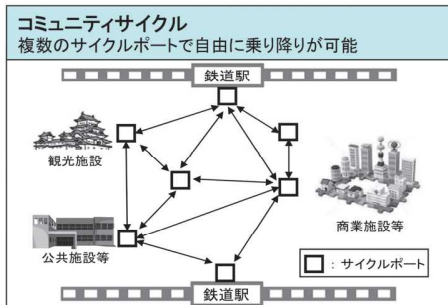 コミュニティサイクル
複数のサイクルポートで自由に乗り降りが可能
鉄道駅
観光施設
商業施設等
公共施設等
：サイクルポート
鉄道駅